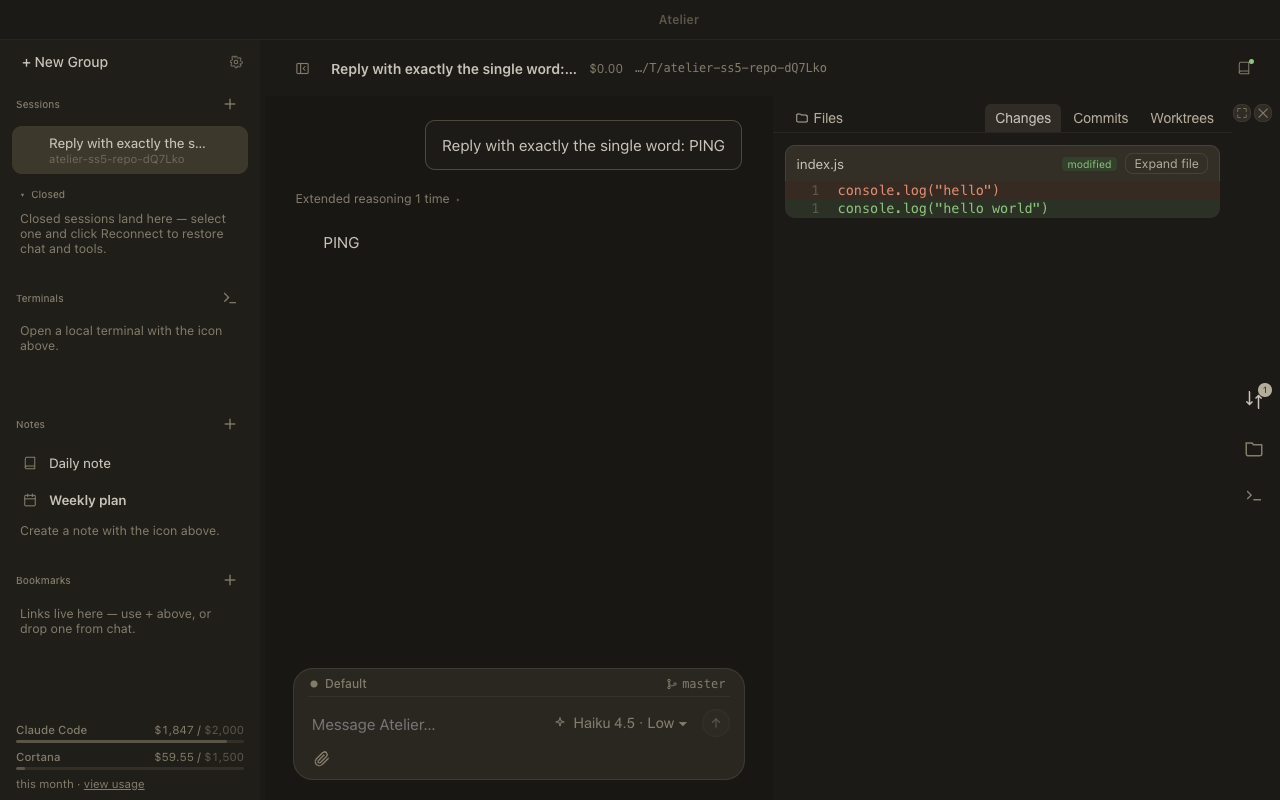 Atelier
+ New Group
Sessions
Reply with exactly the s...
atelier-ss5-repo-dQ7Lko
Closed
Closed sessions land here — select
one and click Reconnect to restore
chat and tools.
Terminals
Open a local terminal with the icon
above.
Notes
Daily note
Weekly plan
Create a note with the icon above.
Bookmarks
Links live here — use + above, or
drop one from chat.
Claude Code $1,847 / $2,000
Cortana $59.55 / $1,500
this month · view usage
Reply with exactly the single word:... $0.00 …/T/atelier-ss5-repo-dQ7Lko
Reply with exactly the single word: PING
Extended reasoning 1 time
PING
Default master
Message Atelier... Haiku 4.5 · Low
Files Changes Commits Worktrees
index.js modified Expand file
1 console.log("hello")
1 console.log("hello world")
1